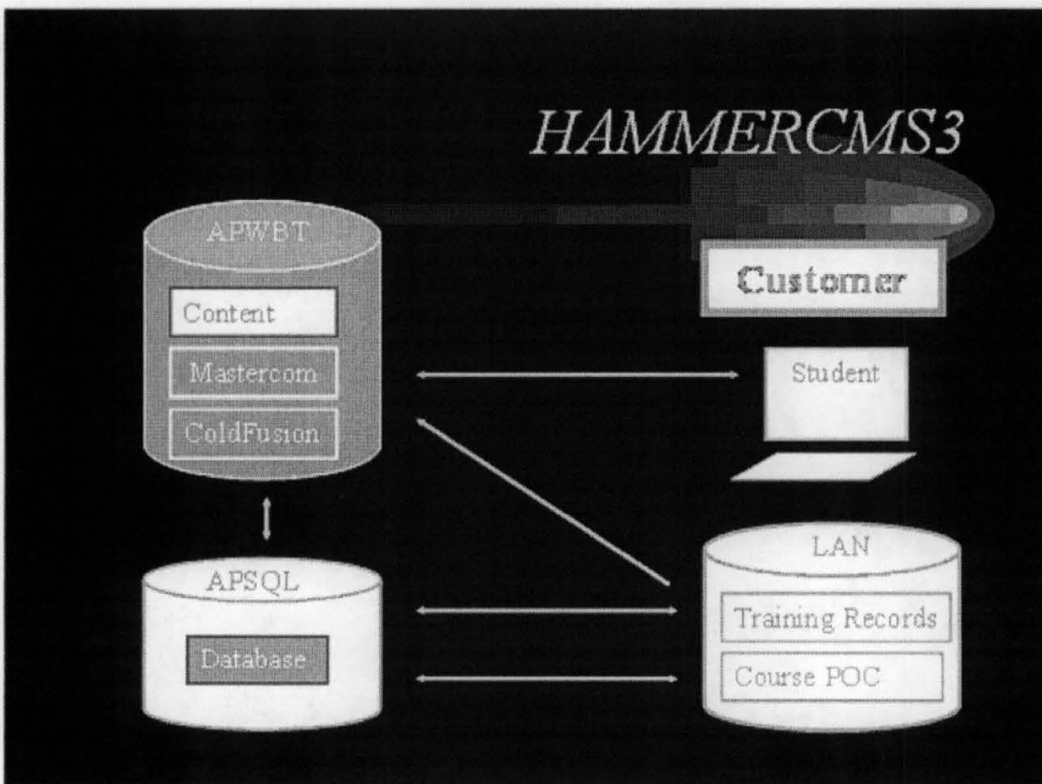 HAMMERCMS3
APWBT
Content
Mastercom
ColdFusion
Customer
Student
APSQL
Database
LAN
Training Records
Course POC